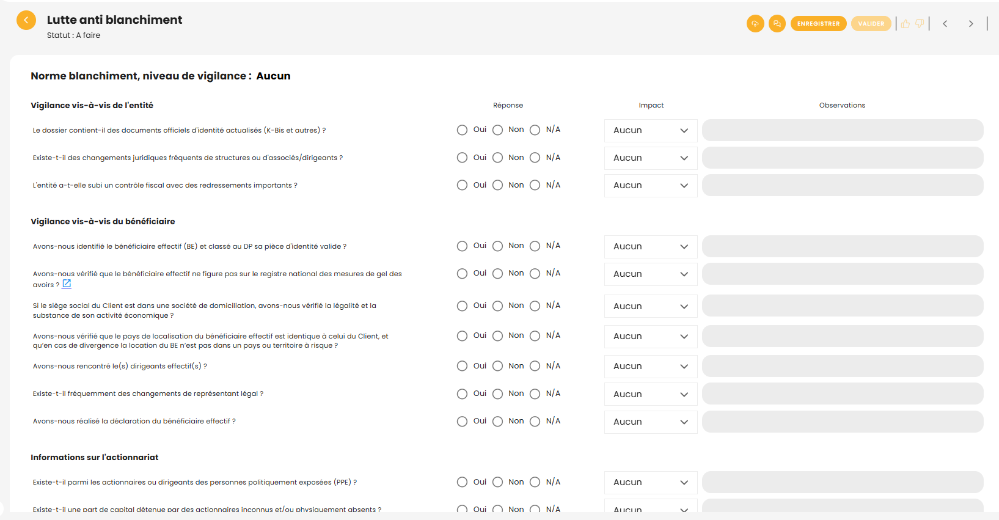 Lutte anti blanchiment
Statut : A faire
ENREGISTRER
VALIDER
Norme blanchiment, niveau de vigilance : Aucun
Vigilance vis-à-vis de l'entité Réponse Impact Observations
Le dossier contient-il des documents officiels d'identité actualisés (K-Bis et autres) ? Oui Non N/A Aucun
Existe-t-il des changements juridiques fréquents de structures ou d'associés/dirigeants ? Oui Non N/A Aucun
L'entité a-t-elle subi un contrôle fiscal avec des redressements importants ? Oui Non N/A Aucun
Vigilance vis-à-vis du bénéficiaire
Avons-nous identifié le bénéficiaire effectif (BE) et classé au DP sa pièce d'identité valide ? Oui Non N/A Aucun
Avons-nous vérifié que le bénéficiaire effectif ne figure pas sur le registre national des mesures de gel des Oui Non N/A Aucun
avoirs ?
Si le siège social du Client est dans une société de domiciliation, avons-nous vérifié la légalité et la Oui Non N/A Aucun
substance de son activité économique ?
Avons-nous vérifié que le pays de localisation du bénéficiaire effectif est identique à celui du Client, et Oui Non N/A Aucun
qu’en cas de divergence la location du BE n’est pas dans un pays ou territoire à risque ?
Avons-nous rencontré le(s) dirigeants effectif(s) ? Oui Non N/A Aucun
Existe-t-il fréquemment des changements de représentant légal ? Oui Non N/A Aucun
Avons-nous réalisé la déclaration du bénéficiaire effectif ? Oui Non N/A Aucun
Informations sur l'actionnariat
Existe-t-il parmi les actionnaires ou dirigeants des personnes politiquement exposées (PPE) ? Oui Non N/A Aucun
Existe-t-il une part de capital détenue par des actionnaires inconnus et/ou physiquement absents ? Oui Non N/A Aucun